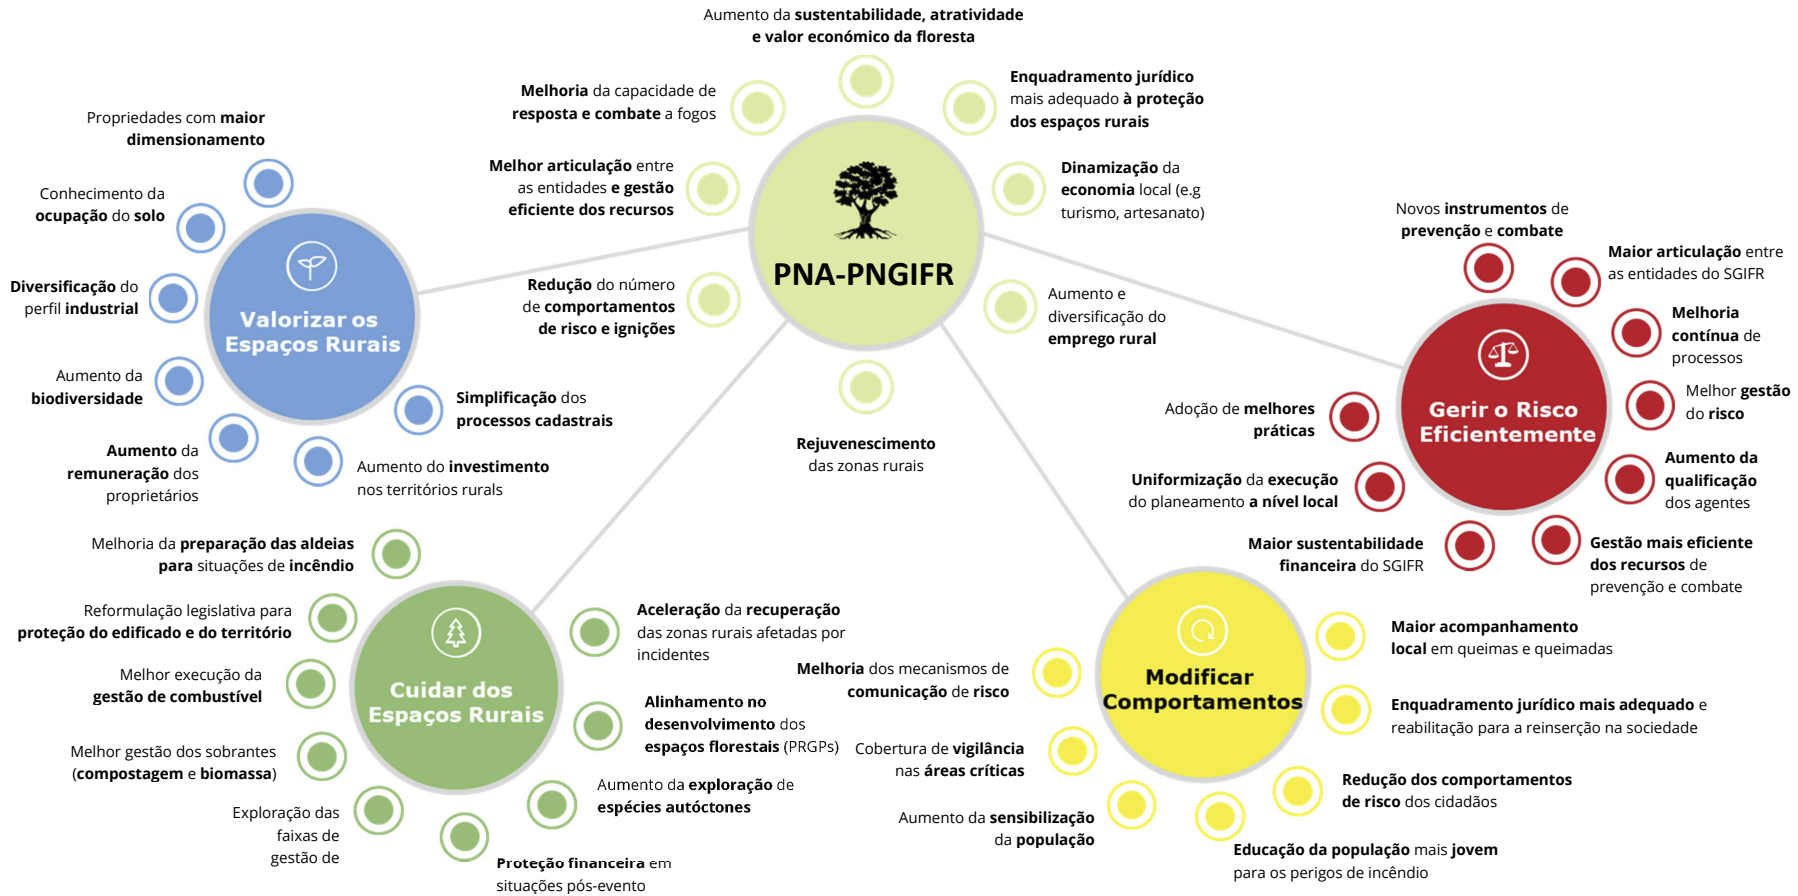 Aumento da sustentabilidade, atratividade
e valor económico da floresta
Melhoria da capacidade de
resposta e combate a fogos
Enquadramento jurídico
mais adequado à proteção
dos espaços rurais
Melhor articulação entre
as entidades e gestão
eficiente dos recursos
Dinamização da
economia local (e.g
turismo, artesanato)
PNA-PNGIFR
Redução do número
de comportamentos
de risco e ignições
Aumento e
diversificação do
emprego rural
Rejuvenescimento
das zonas rurais
Propriedades com maior
dimensionamento
Conhecimento da
ocupação do solo
Diversificação do
perfil industrial
Valorizar os
Espaços Rurais
Aumento da
biodiversidade
Aumento da
remuneração dos
proprietários
Simplificação dos
processos cadastrais
Aumento do investimento
nos territórios rurals
Novos instrumentos de
prevenção e combate
Maior articulação entre
as entidades do SGIFR
Melhoria
contínua de
processos
Melhor gestão
do risco
Gerir o Risco
Eficientemente
Adoção de melhores
práticas
Uniformização da execução
do planeamento a nível local
Aumento da
qualificação
dos agentes
Maior sustentabilidade
financeira do SGIFR
Gestão mais eficiente
dos recursos de
prevenção e combate
Melhoria da preparação das aldeias
para situações de incêndio
Reformulação legislativa para
proteção do edificado e do território
Melhor execução da
gestão de combustível
Melhor gestão dos sobrantes
(compostagem e biomassa)
Exploração das
faixas de
gestão de
Cuidar dos
Espaços Rurais
Aceleração da recuperação
das zonas rurais afetadas por
incidentes
Alinhamento no
desenvolvimento dos
espaços florestais (PRGPs)
Aumento da exploração de
espécies autóctones
Proteção financeira em
situações pós-evento
Melhoria dos mecanismos de
comunicação de risco
Cobertura de vigilância
nas áreas críticas
Aumento da sensibilização
da população
Modificar
Comportamentos
Maior acompanhamento
local em queimas e queimadas
Enquadramento jurídico mais adequado e
reabilitação para a reinserção na sociedade
Redução dos comportamentos
de risco dos cidadãos
Educação da população mais jovem
para os perigos de incêndio